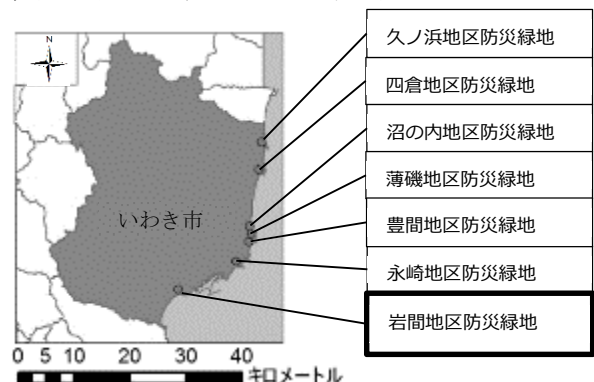 久ノ浜地区防災緑地
四倉地区防災緑地
沼の内地区防災緑地
薄磯地区防災緑地
豊間地区防災緑地
永崎地区防災緑地
岩間地区防災緑地
N
いわき市
0 5 10 20 30 40
キロメートル